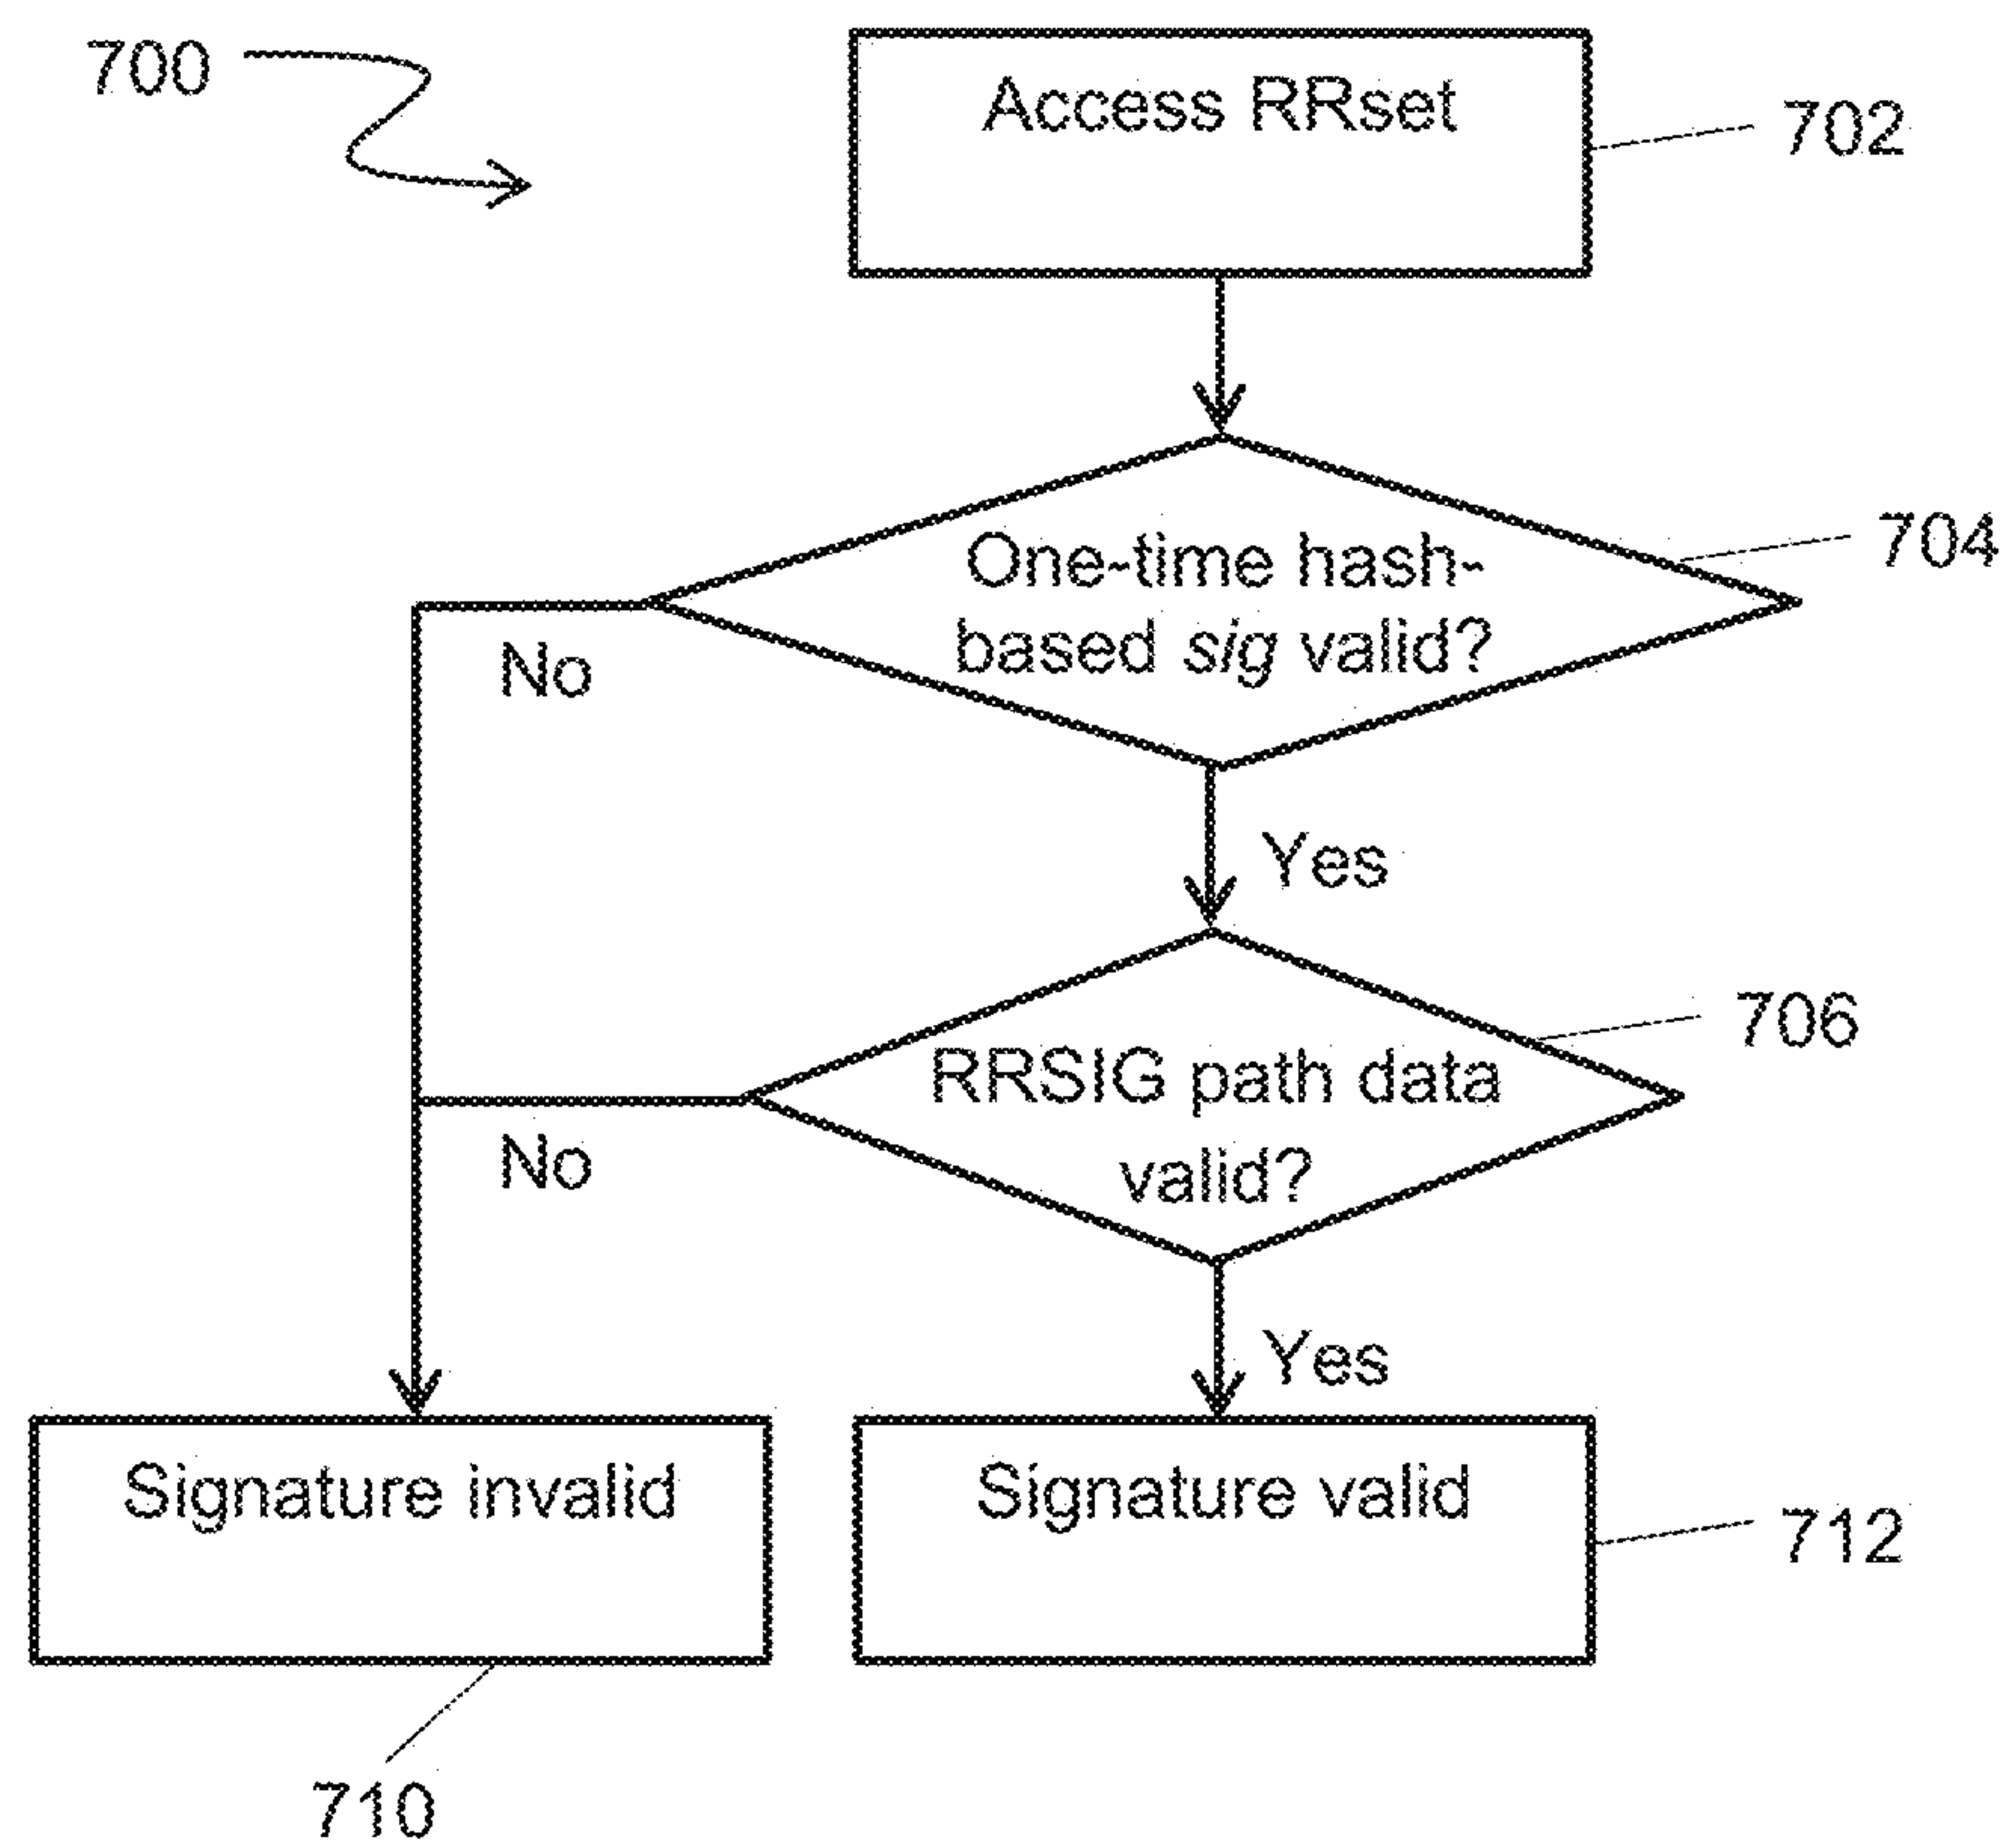 700
Access RRset
702
One-time hash-
based sig valid?
704
No
Yes
RRSIG path data
valid?
706
No
Yes
Signature invalid
Signature valid
712
710